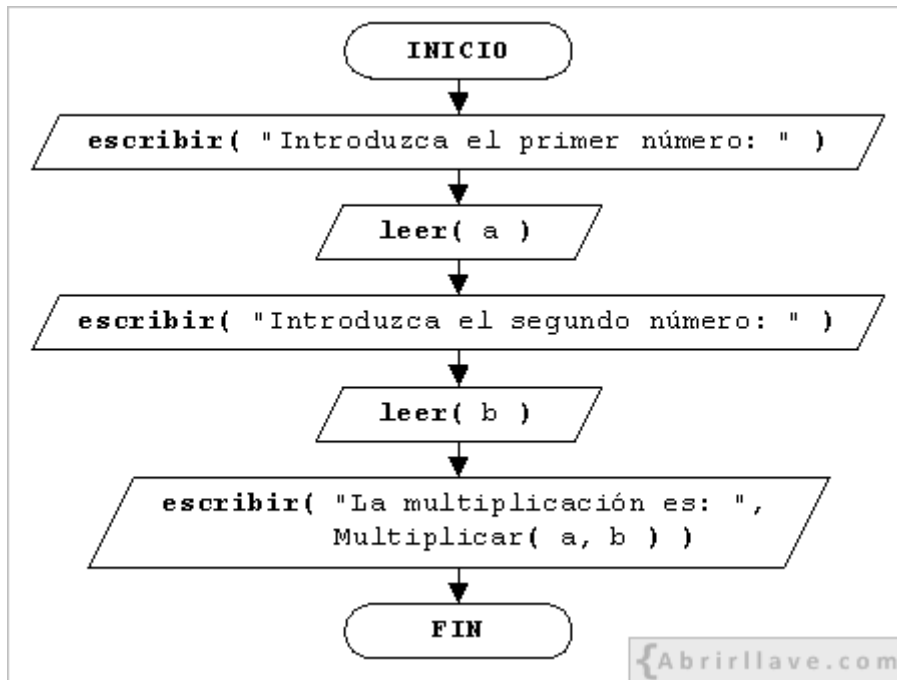 INICIO
escribir( "Introduzca el primer número: " )
leer( a )
escribir( "Introduzca el segundo número: " )
leer( b )
escribir( "La multiplicación es: ",
Multiplicar( a, b ) )
FIN
{Abrirllave.com